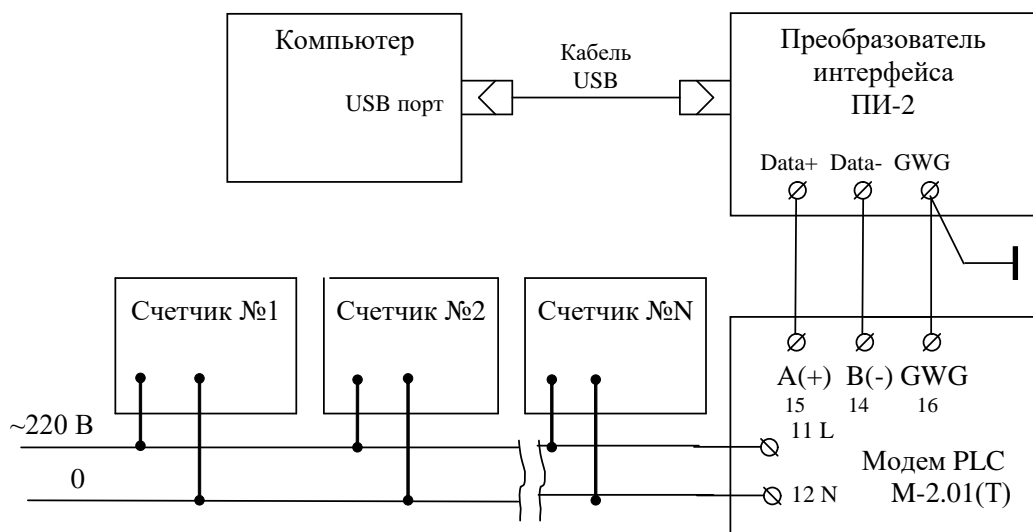 Компьютер
USB порт
Кабель
USB
Преобразователь
интерфейса
ПИ-2
Data+ Data- GWG
Счетчик №1
Счетчик №2
Счетчик №N
A(+) B(-) GWG
15 14 16
~220 В
11 L
0
12 N
Модем PLC
М-2.01(Т)